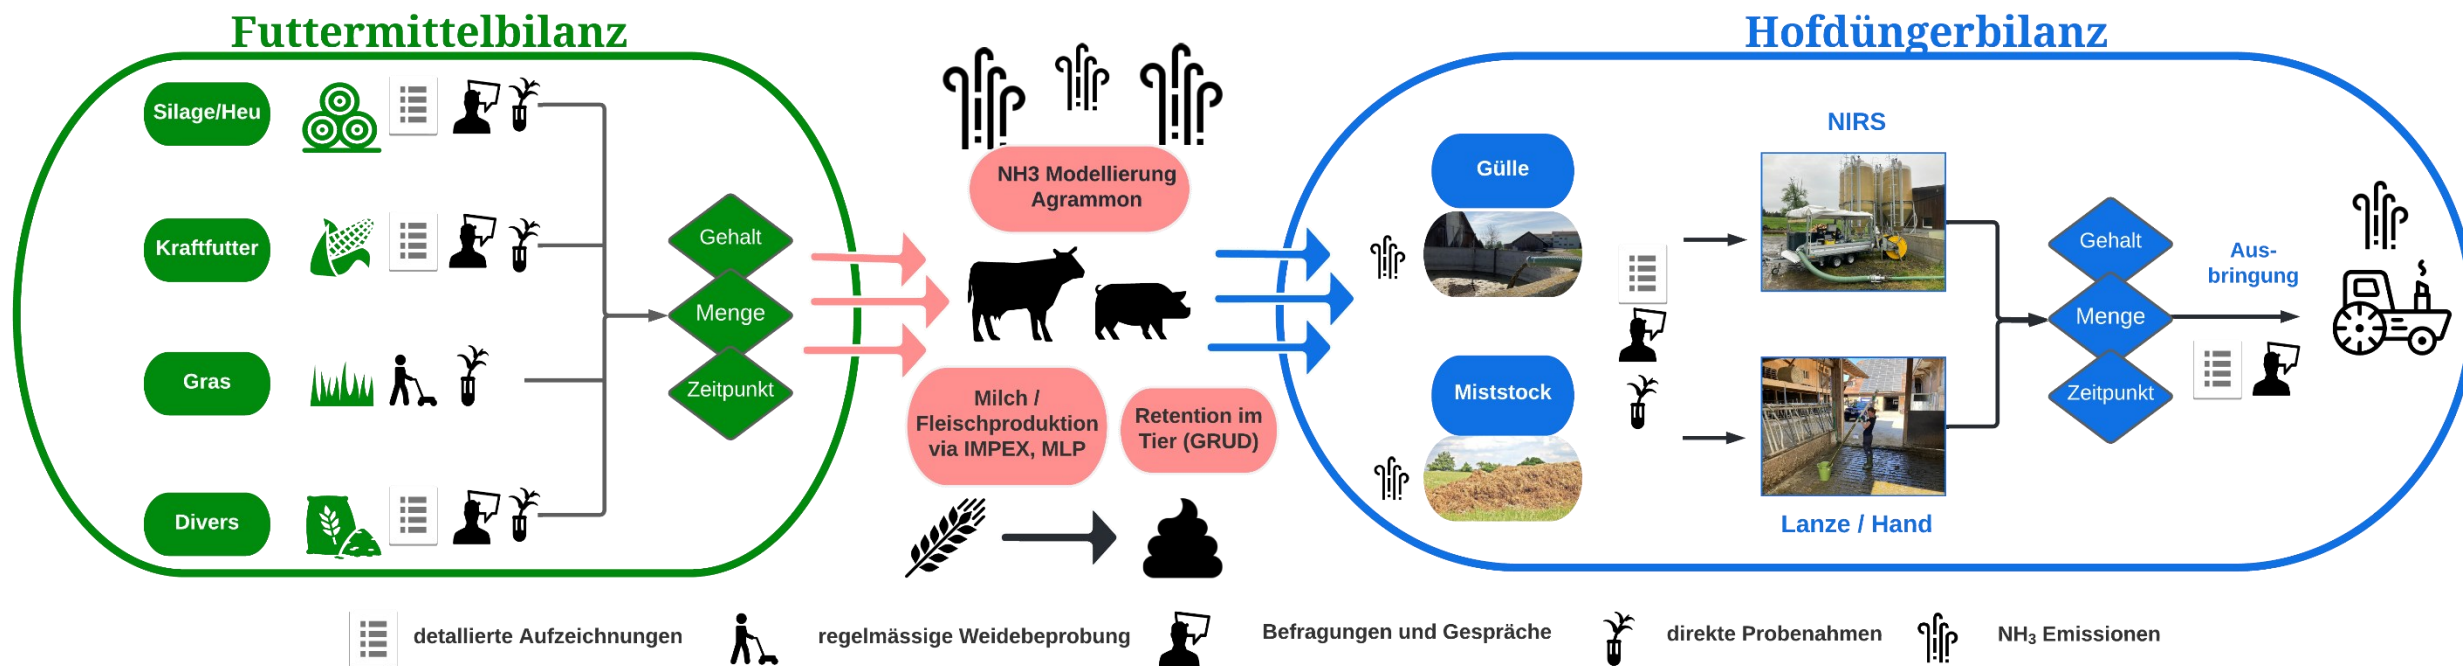 Futtermittelbilanz
Hofdüngerbilanz
Silage/Heu
Kraftfutter
Gras
Divers
Gehalt
Menge
Zeitpunkt
NH3 Modellierung
Agrammon
Milch /
Fleischproduktion
via IMPEX, MLP
Retention im
Tier (GRUD)
Gülle
Miststock
NIRS
Lanze / Hand
Gehalt
Menge
Zeitpunkt
Aus-
bringung
detallierte Aufzeichnungen
regelmässige Weidebeprobung
Befragungen und Gespräche
direkte Probenahmen
NH₃ Emissionen